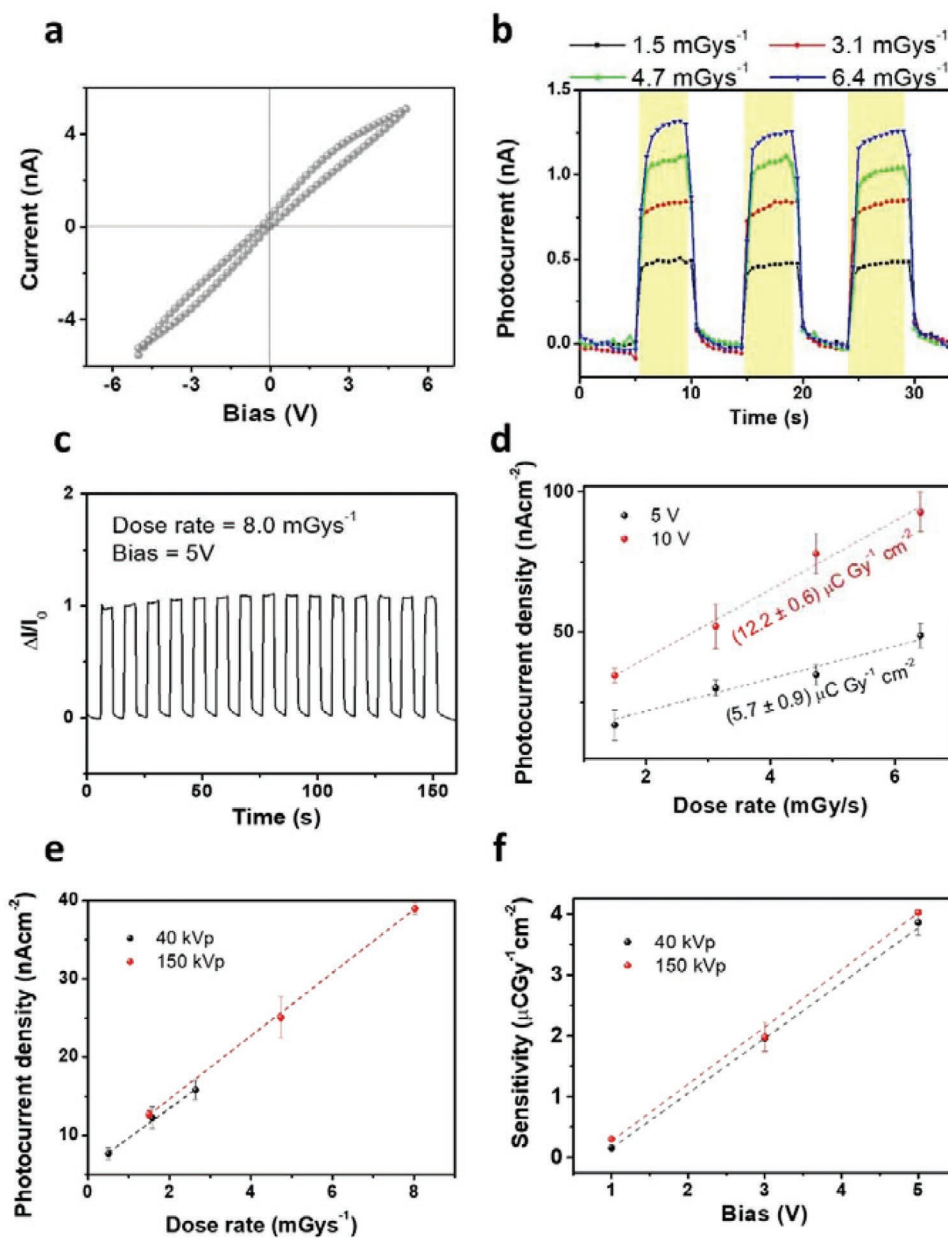 a
Current (nA)
4
0
-4
-6 -3 0 3 6
Bias (V)
b
1.5 mGys⁻¹ 3.1 mGys⁻¹
4.7 mGys⁻¹ 6.4 mGys⁻¹
Photocurrent (nA)
1.5
1.0
0.5
0.0
0 10 20 30
Time (s)
c
ΔI/I₀
2
1
0
Dose rate = 8.0 mGys⁻¹
Bias = 5V
0 50 100 150
Time (s)
d
Photocurrent density (nAcm⁻²)
100
50
5 V
10 V
(12.2 ± 0.6) μC Gy⁻¹ cm⁻²
(5.7 ± 0.9) μC Gy⁻¹ cm⁻²
2 4 6
Dose rate (mGy/s)
e
Photocurrent density (nAcm⁻²)
40
30
20
10
40 kVp
150 kVp
0 2 4 6 8
Dose rate (mGys⁻¹)
f
Sensitivity (μCGy⁻¹cm⁻²)
4
3
2
1
0
40 kVp
150 kVp
1 2 3 4 5
Bias (V)